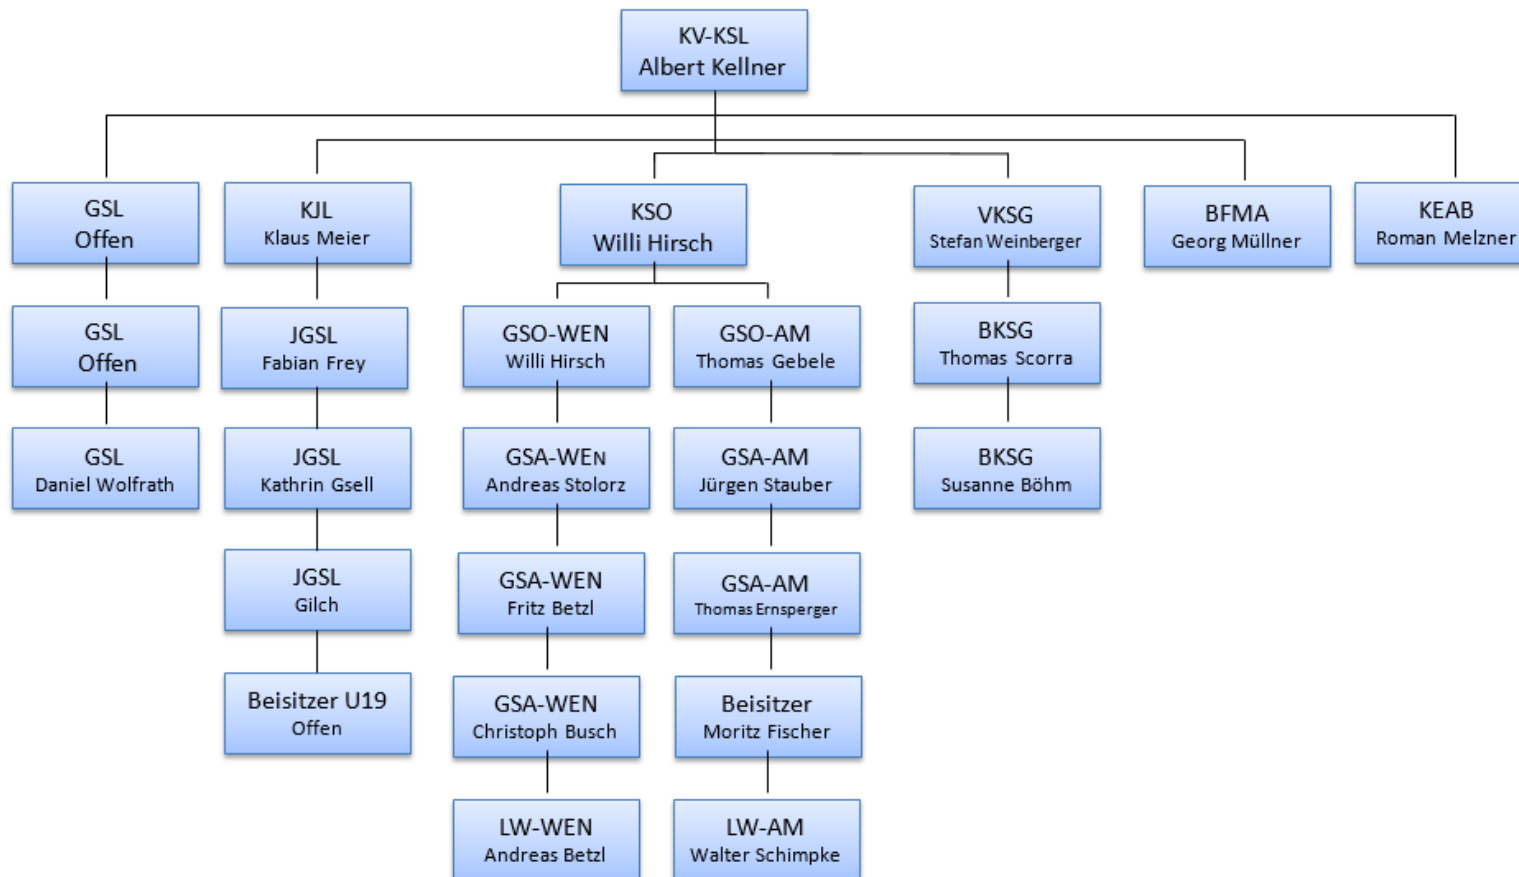 KV-KSL
Albert Kellner
GSL
Offen
KJL
Klaus Meier
KSO
Willi Hirsch
VKSG
Stefan Weinberger
BFMA
Georg Müllner
KEAB
Roman Melzner
GSL
Offen
JGSL
Fabian Frey
GSO-WEN
Willi Hirsch
GSO-AM
Thomas Gebele
BKSG
Thomas Scorra
GSL
Daniel Wolfrath
JGSL
Kathrin Gsell
GSA-WEN
Andreas Stolorz
GSA-AM
Jürgen Stauber
BKSG
Susanne Böhm
JGSL
Gilch
GSA-WEN
Fritz Betzl
GSA-AM
Thomas Ernsperger
Beisitzer U19
Offen
GSA-WEN
Christoph Busch
Beisitzer
Moritz Fischer
LW-WEN
Andreas Betzl
LW-AM
Walter Schimpke